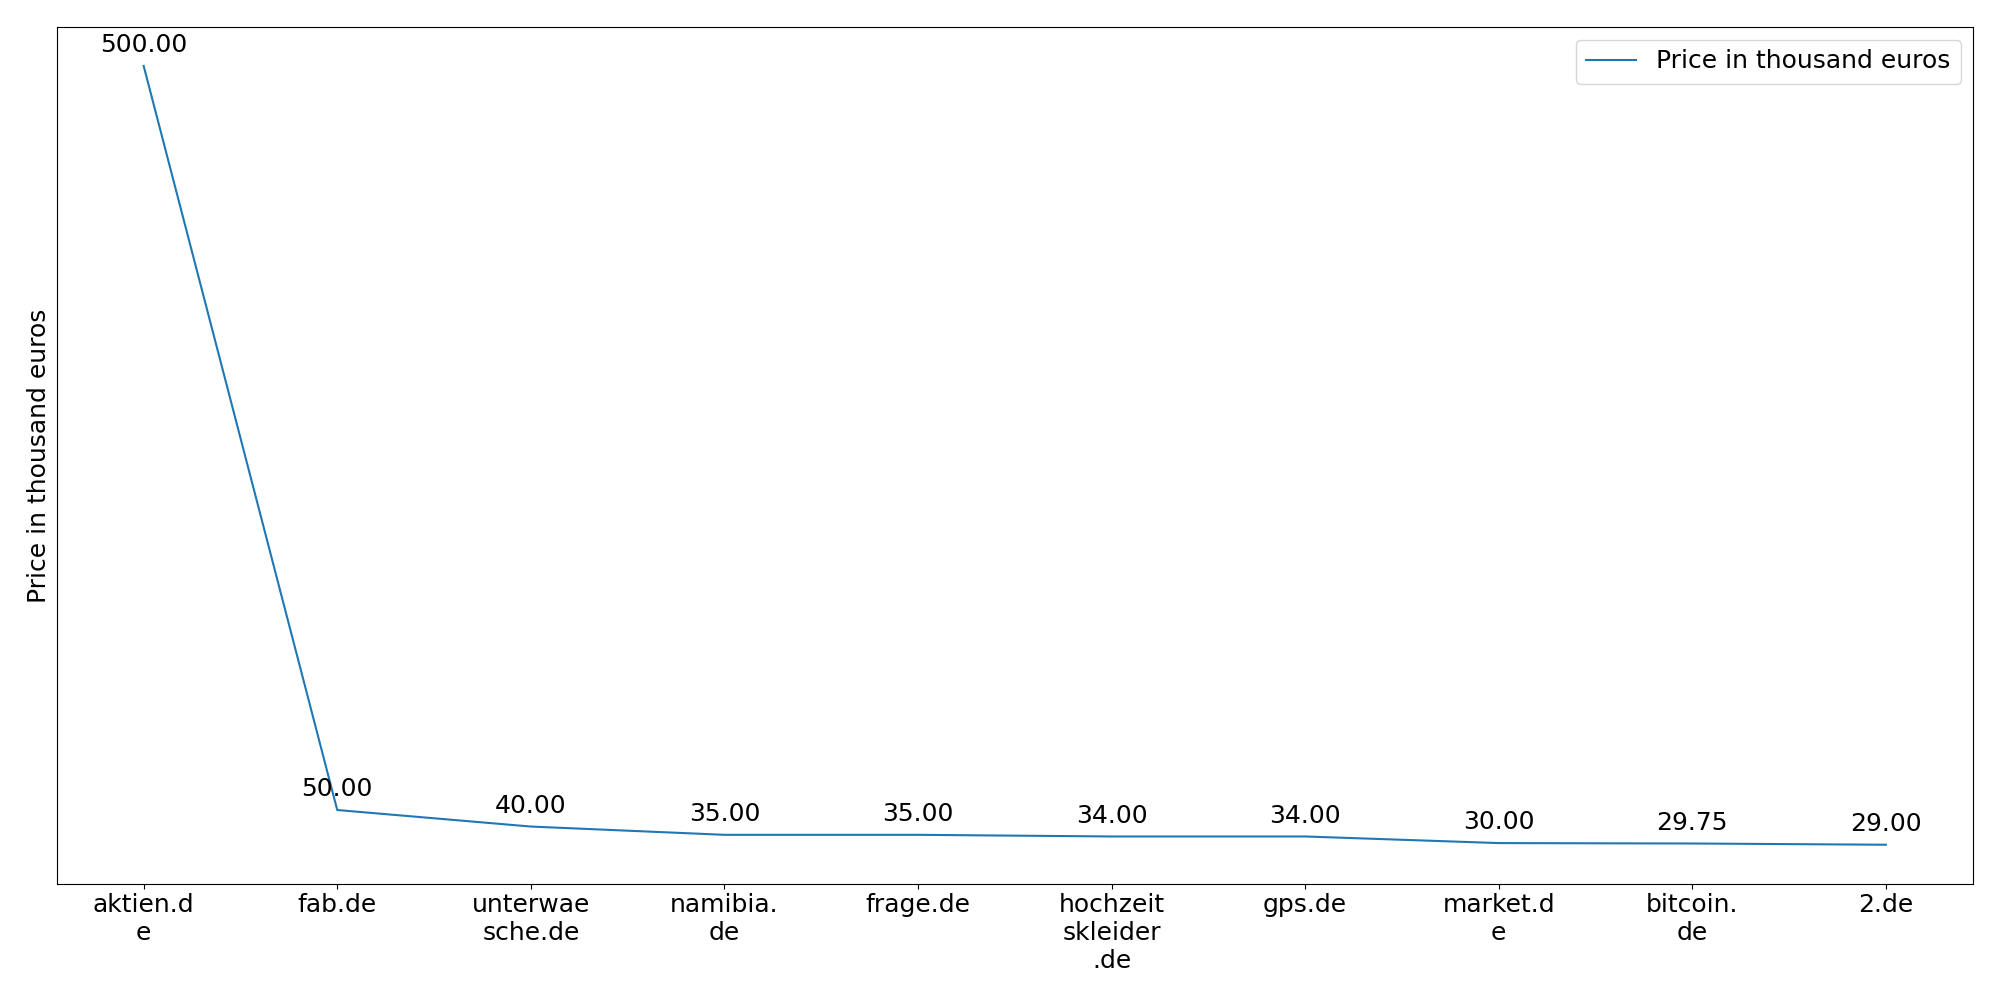 500.00
Price in thousand euros
Price in thousand euros
50.00
40.00
35.00
35.00
34.00
34.00
30.00
29.75
29.00
aktien.d
e
fab.de
unterwae
sche.de
namibia.
de
frage.de
hochzeit
skleider
.de
gps.de
market.d
e
bitcoin.
de
2.de